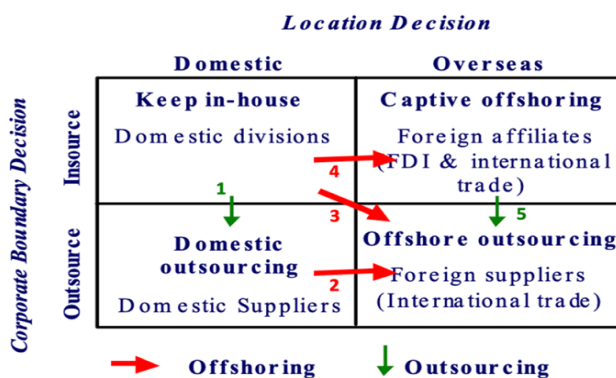 Location Decision
Domestic Overseas
Corporate Boundary Decision
Insource
Keep in-house
Domestic divisions
Captive offshoring
Foreign affiliates
(FDI & international
trade)
1
4
3
5
Outsource
Domestic
outsourcing
Domestic Suppliers
2
Offshore outsourcing
Foreign suppliers
(International trade)
Offshoring Outsourcing